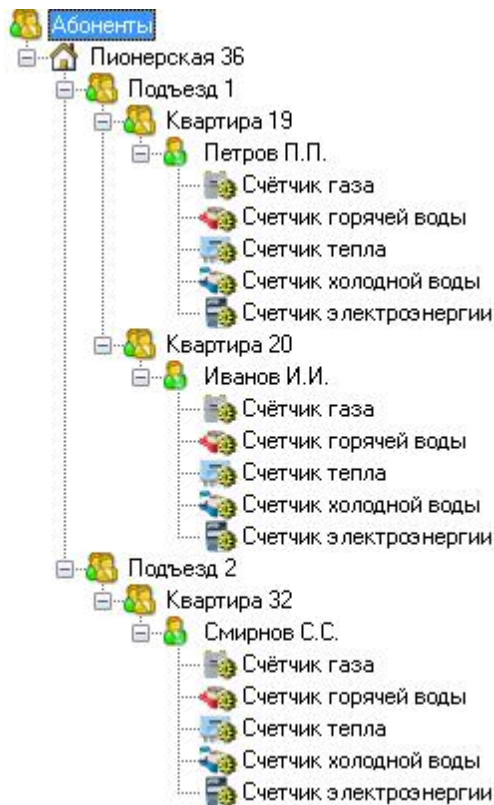 Абоненты
Пионерская 36
Подъезд 1
Квартира 19
Петров П.П.
Счётчик газа
Счетчик горячей воды
Счетчик тепла
Счетчик холодной воды
Счетчик электроэнергии
Квартира 20
Иванов И.И.
Счётчик газа
Счетчик горячей воды
Счетчик тепла
Счетчик холодной воды
Счетчик электроэнергии
Подъезд 2
Квартира 32
Смирнов С.С.
Счётчик газа
Счетчик горячей воды
Счетчик тепла
Счетчик холодной воды
Счетчик электроэнергии